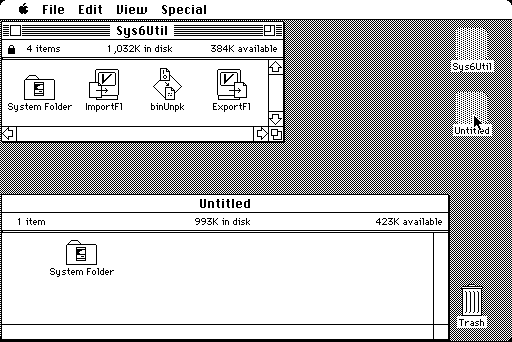 File Edit View Special
Sys6Util
4 items 1,032K in disk 384K available
System Folder ImportFl binUnpk ExportFl
Sys6Util
Untitled
Untitled
1 item 993K in disk 423K available
System Folder
Trash